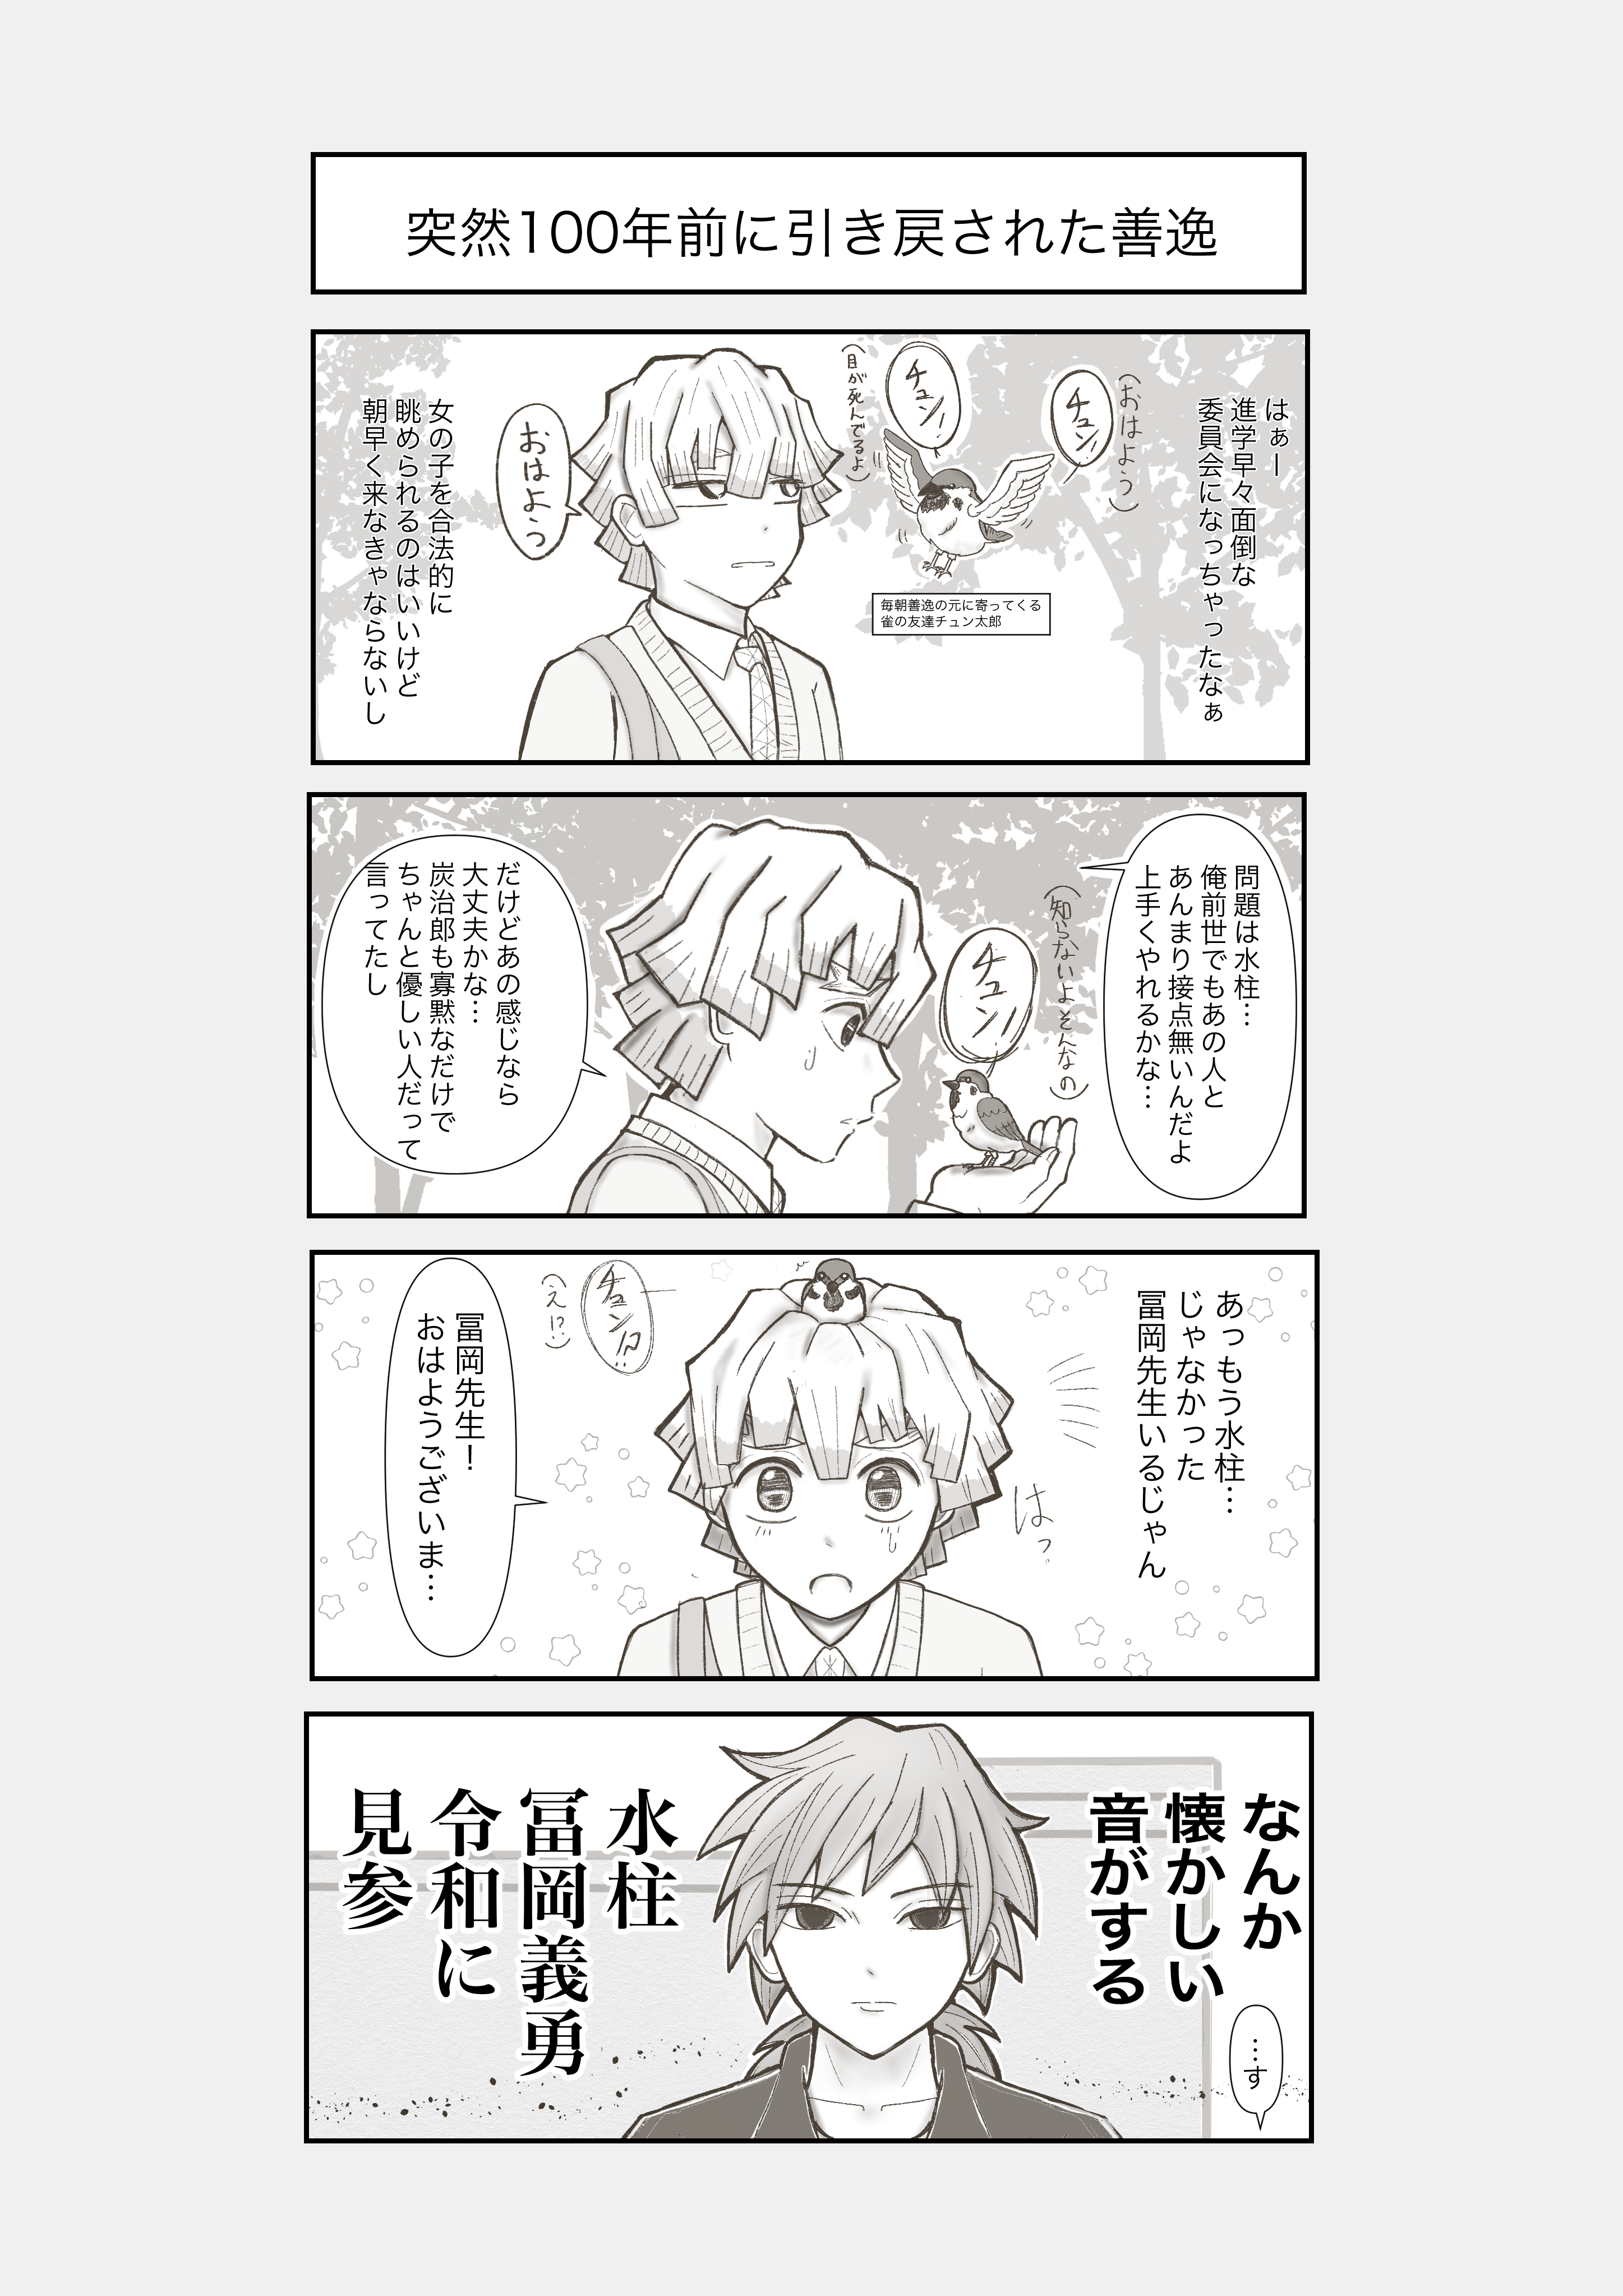 突然100年前に引き戻された善逸
はぁー
進学早々面倒な
委員会になっちゃったなぁ
(おはよう)
チュン!
チュン!
(目が死んでるよ)
毎朝善逸の元に寄ってくる
雀の友達チュン太郎
おはよう
女の子を合法的に
眺められるのはいいけど
朝早く来なきゃならないし
問題は水柱…
俺前世でもあの人と
あんまり接点無いんだよ
上手くやれるかな…
(知らないよそんなの)
チュン!
だけどあの感じなら
大丈夫かな…
炭治郎も寡黙なだけで
ちゃんと優しい人だって
言ってたし
あっもう水柱…
じゃなかった
冨岡先生いるじゃん
はっ
チュン!?
(え!?)
冨岡先生!
おはようございま…
なんか
懐かしい
音がする
…す
水柱
冨岡義勇
令和に
見参